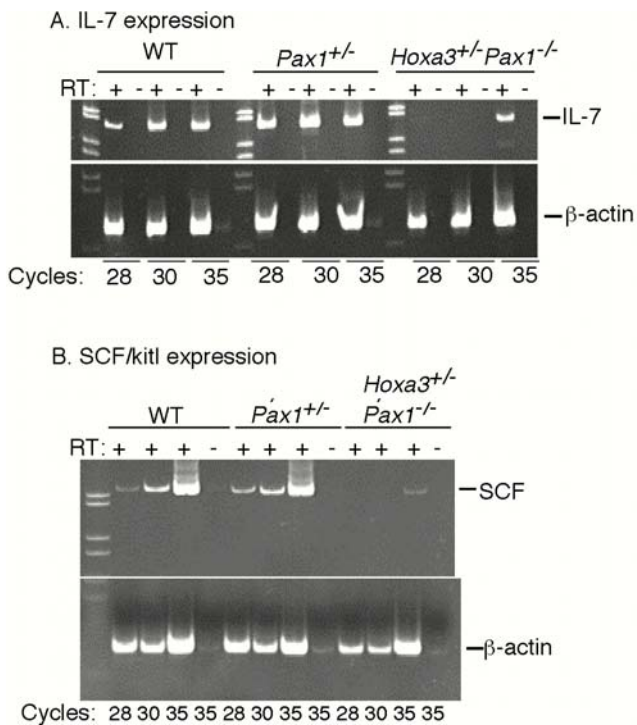 A. IL-7 expression
WT Pax1+/- Hoxa3+/-Pax1-/-
RT: + - + - + - + - + - + - + - + - + -
IL-7
β-actin
Cycles: 28 30 35 28 30 35 28 30 35
B. SCF/kitl expression
Hoxa3+/-
WT Pax1+/- Pax1-/-
RT: + + + - + + + - + + + -
SCF
β-actin
Cycles: 28 30 35 35 28 30 35 35 28 30 35 35